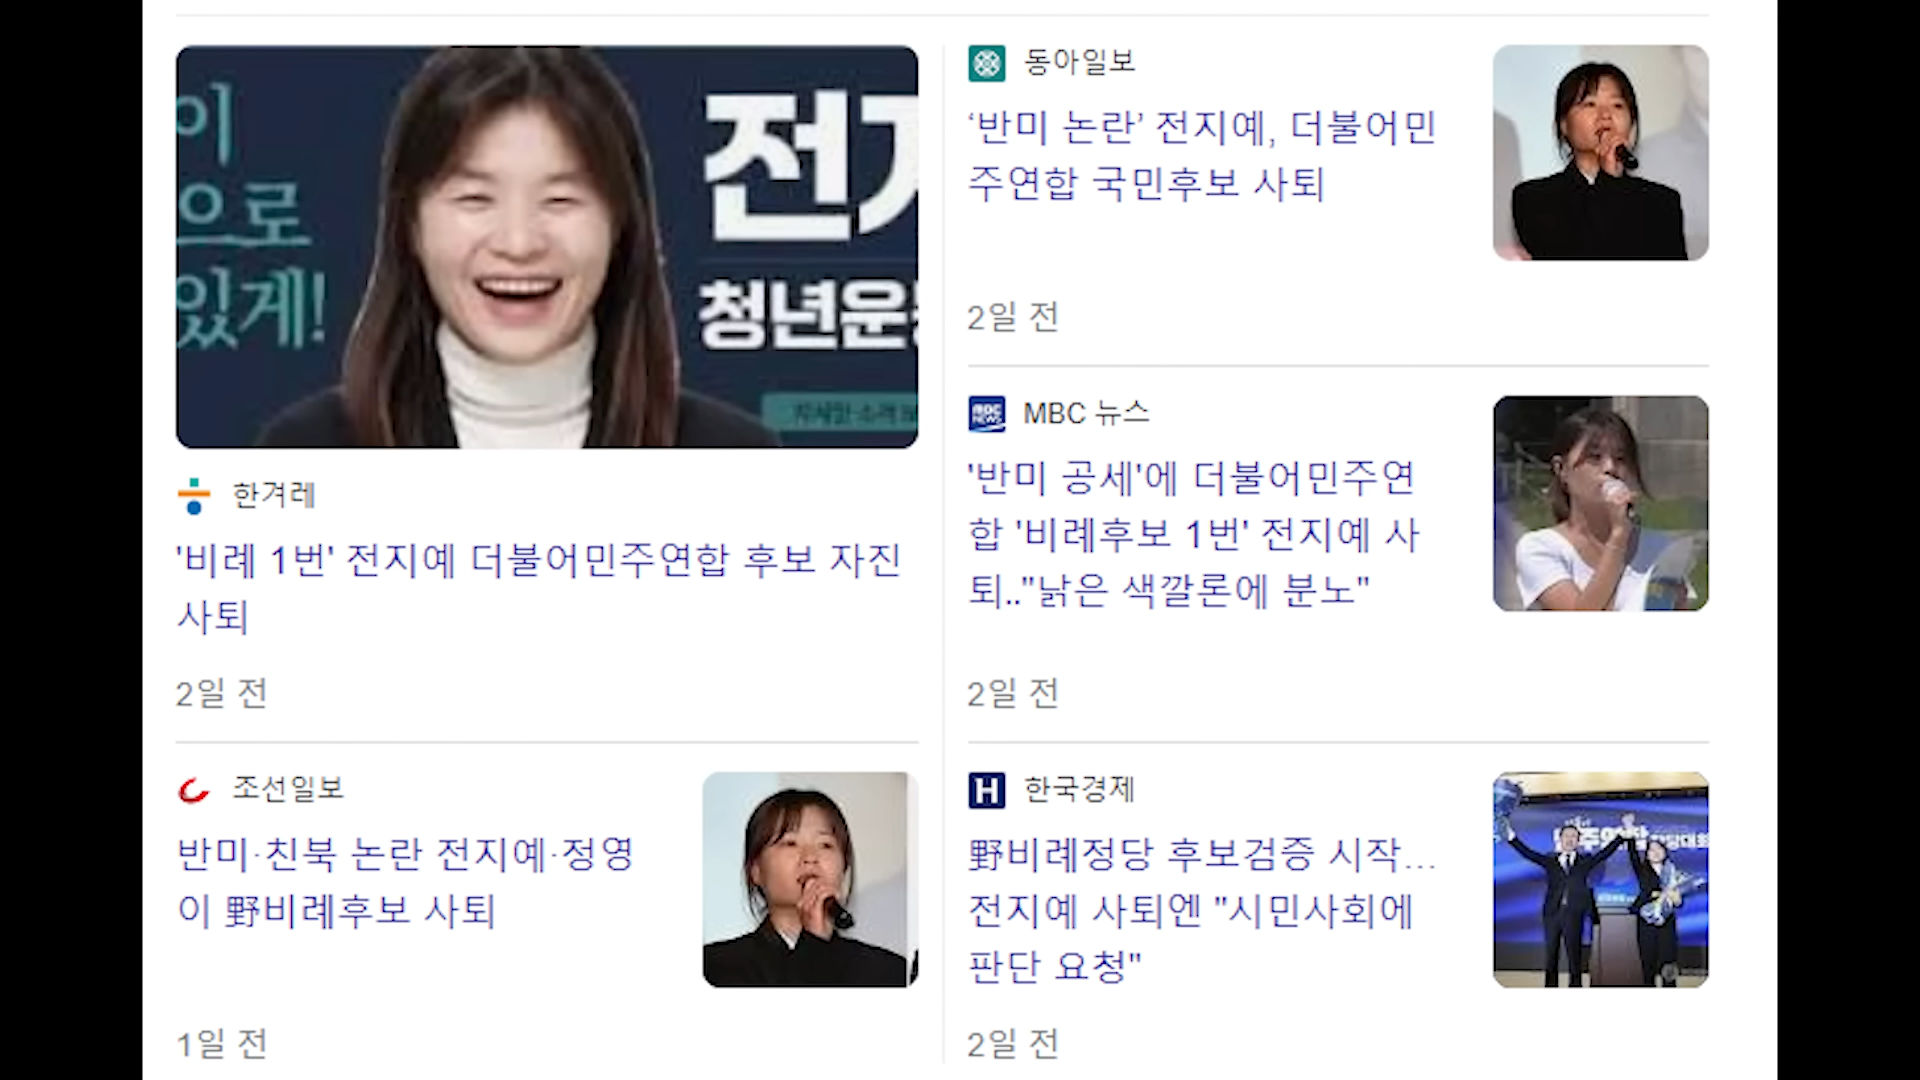 이
으로
있게!
전지
청년운동
한겨레
'비례 1번' 전지예 더불어민주연합 후보 자진
사퇴
2일 전
조선일보
반미·친북 논란 전지예·정영
이 野비례후보 사퇴
1일 전
동아일보
‘반미 논란’ 전지예, 더불어민
주연합 국민후보 사퇴
2일 전
MBC NEWS
MBC 뉴스
'반미 공세'에 더불어민주연
합 '비례후보 1번' 전지예 사
퇴.."낡은 색깔론에 분노"
2일 전
H
한국경제
野비례정당 후보검증 시작…
전지예 사퇴엔 "시민사회에
판단 요청"
2일 전